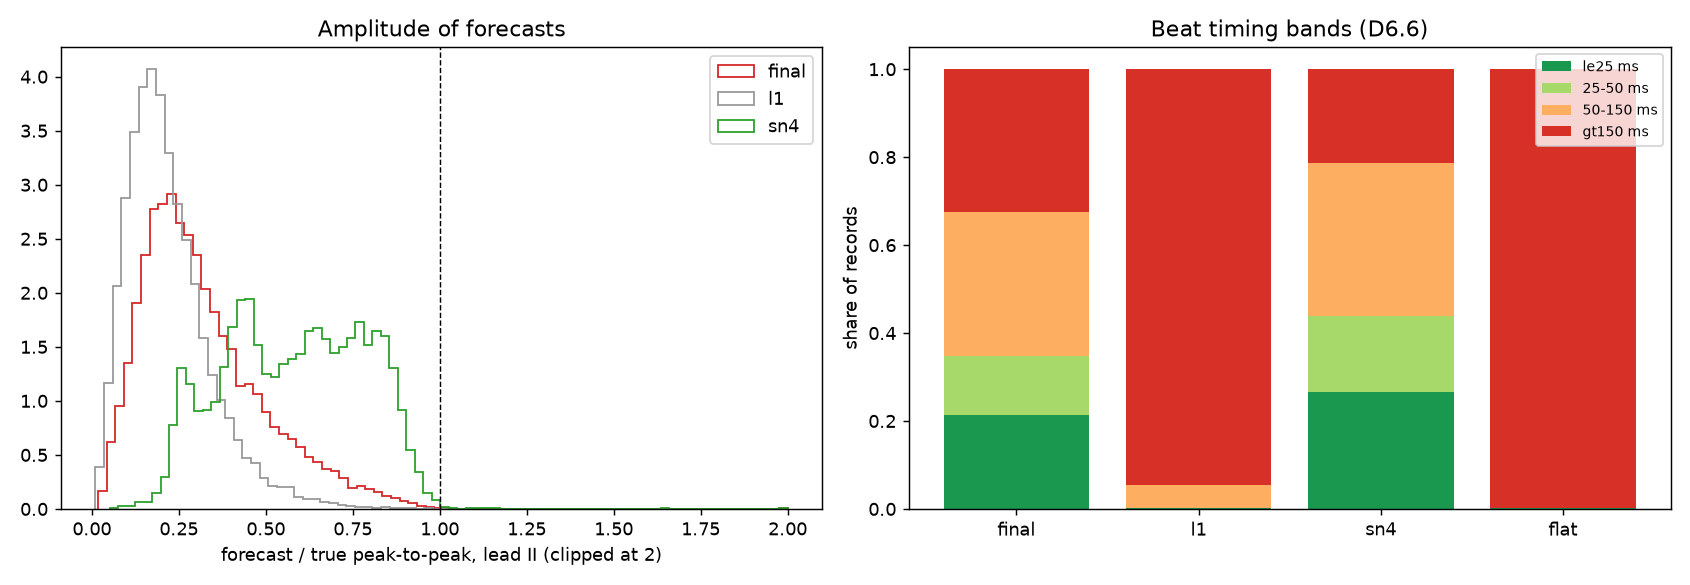 Amplitude of forecasts
4.0
3.5
3.0
2.5
2.0
1.5
1.0
0.5
0.0
final
l1
sn4
0.00 0.25 0.50 0.75 1.00 1.25 1.50 1.75 2.00
forecast / true peak-to-peak, lead II (clipped at 2)
Beat timing bands (D6.6)
share of records
1.0
0.8
0.6
0.4
0.2
0.0
le25 ms
25-50 ms
50-150 ms
gt150 ms
final l1 sn4 flat